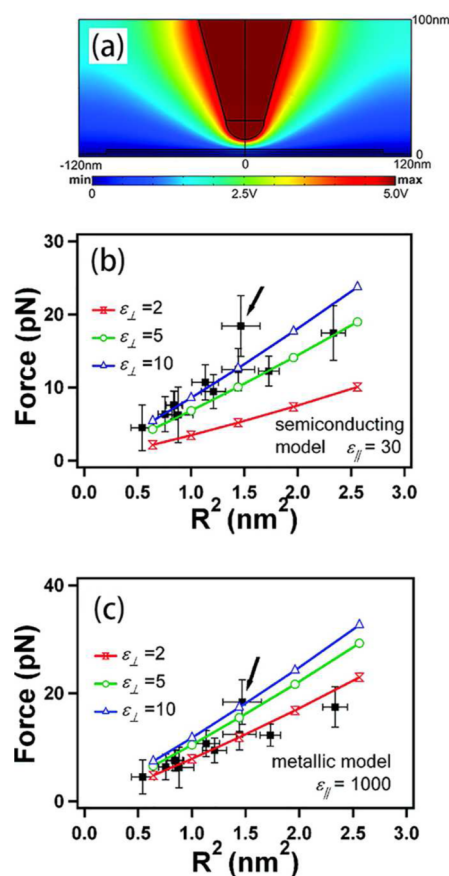 (a)
100nm
0
-120nm
0
120nm
min
max
0
2.5V
5.0V
(b)
30
20
10
0
Force (pN)
ε⊥ =2
ε⊥ =5
ε⊥ =10
semiconducting
model ε// = 30
0.0 0.5 1.0 1.5 2.0 2.5 3.0
R² (nm²)
(c)
40
20
0
Force (pN)
ε⊥ =2
ε⊥ =5
ε⊥ =10
metallic model
ε// = 1000
0.0 0.5 1.0 1.5 2.0 2.5 3.0
R² (nm²)